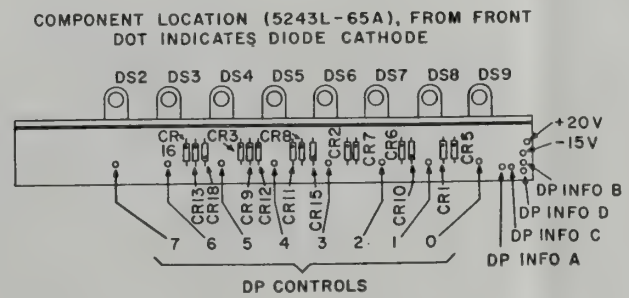 COMPONENT LOCATION (5243L-65A), FROM FRONT
DOT INDICATES DIODE CATHODE
DS2 DS3 DS4 DS5 DS6 DS7 DS8 DS9
CR
16
CR3
CR8
CR2
CR7
CR6
CR5
CR13
CR18
CR9
CR12
CR11
CR15
CR10
CR1
+20V
-15V
DP INFO B
DP INFO D
DP INFO C
DP INFO A
7 6 5 4 3 2 1 0
DP CONTROLS